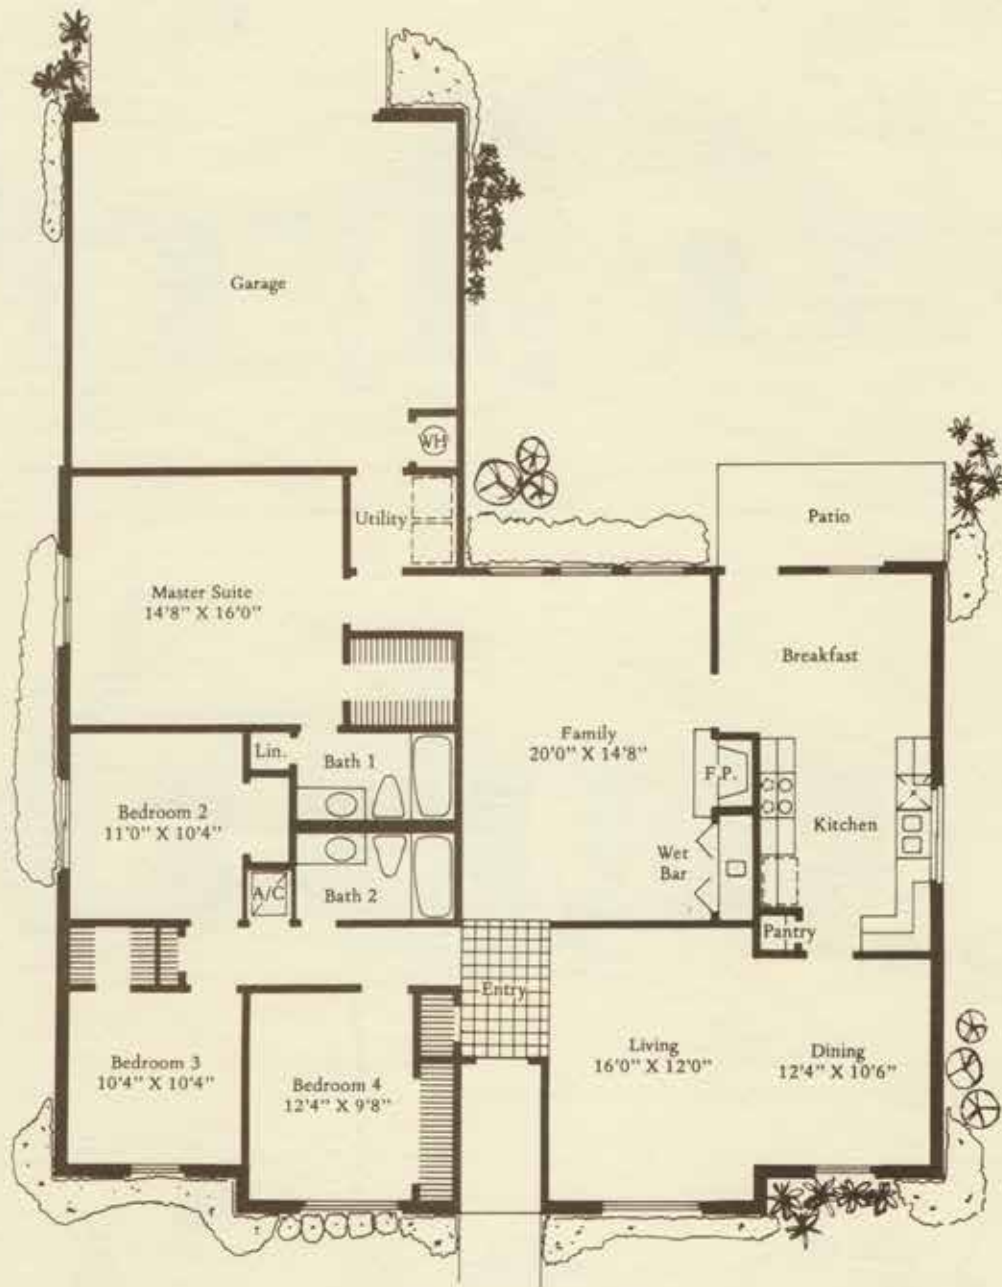 Garage
WH
Utility
Patio
Master Suite
14'8" X 16'0"
Breakfast
Family
20'0" X 14'8"
Lin.
Bath 1
F.P.
Bedroom 2
11'0" X 10'4"
Kitchen
Wet
Bar
A/C
Bath 2
Pantry
Entry
Living
16'0" X 12'0"
Dining
12'4" X 10'6"
Bedroom 3
10'4" X 10'4"
Bedroom 4
12'4" X 9'8"